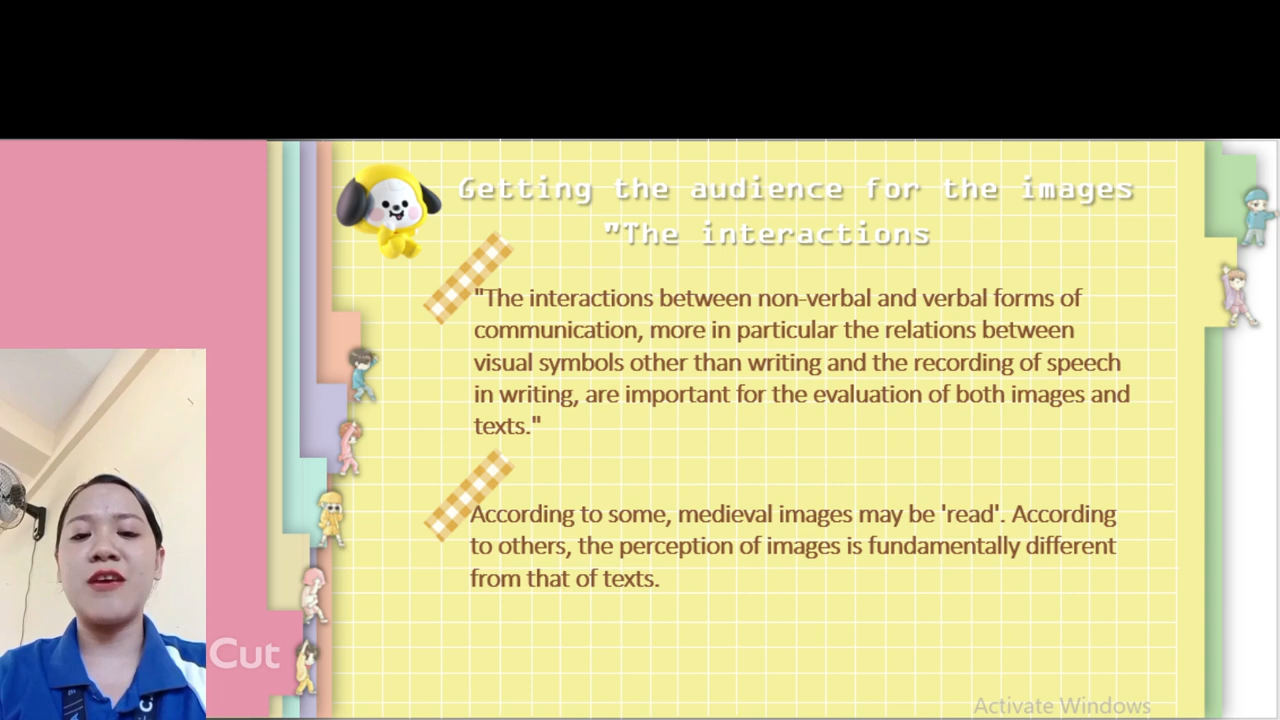 Getting the audience for the images
"The interactions
"The interactions between non-verbal and verbal forms of
communication, more in particular the relations between
visual symbols other than writing and the recording of speech
in writing, are important for the evaluation of both images and
texts."
According to some, medieval images may be 'read'. According
to others, the perception of images is fundamentally different
from that of texts.
Cut
Activate Windows